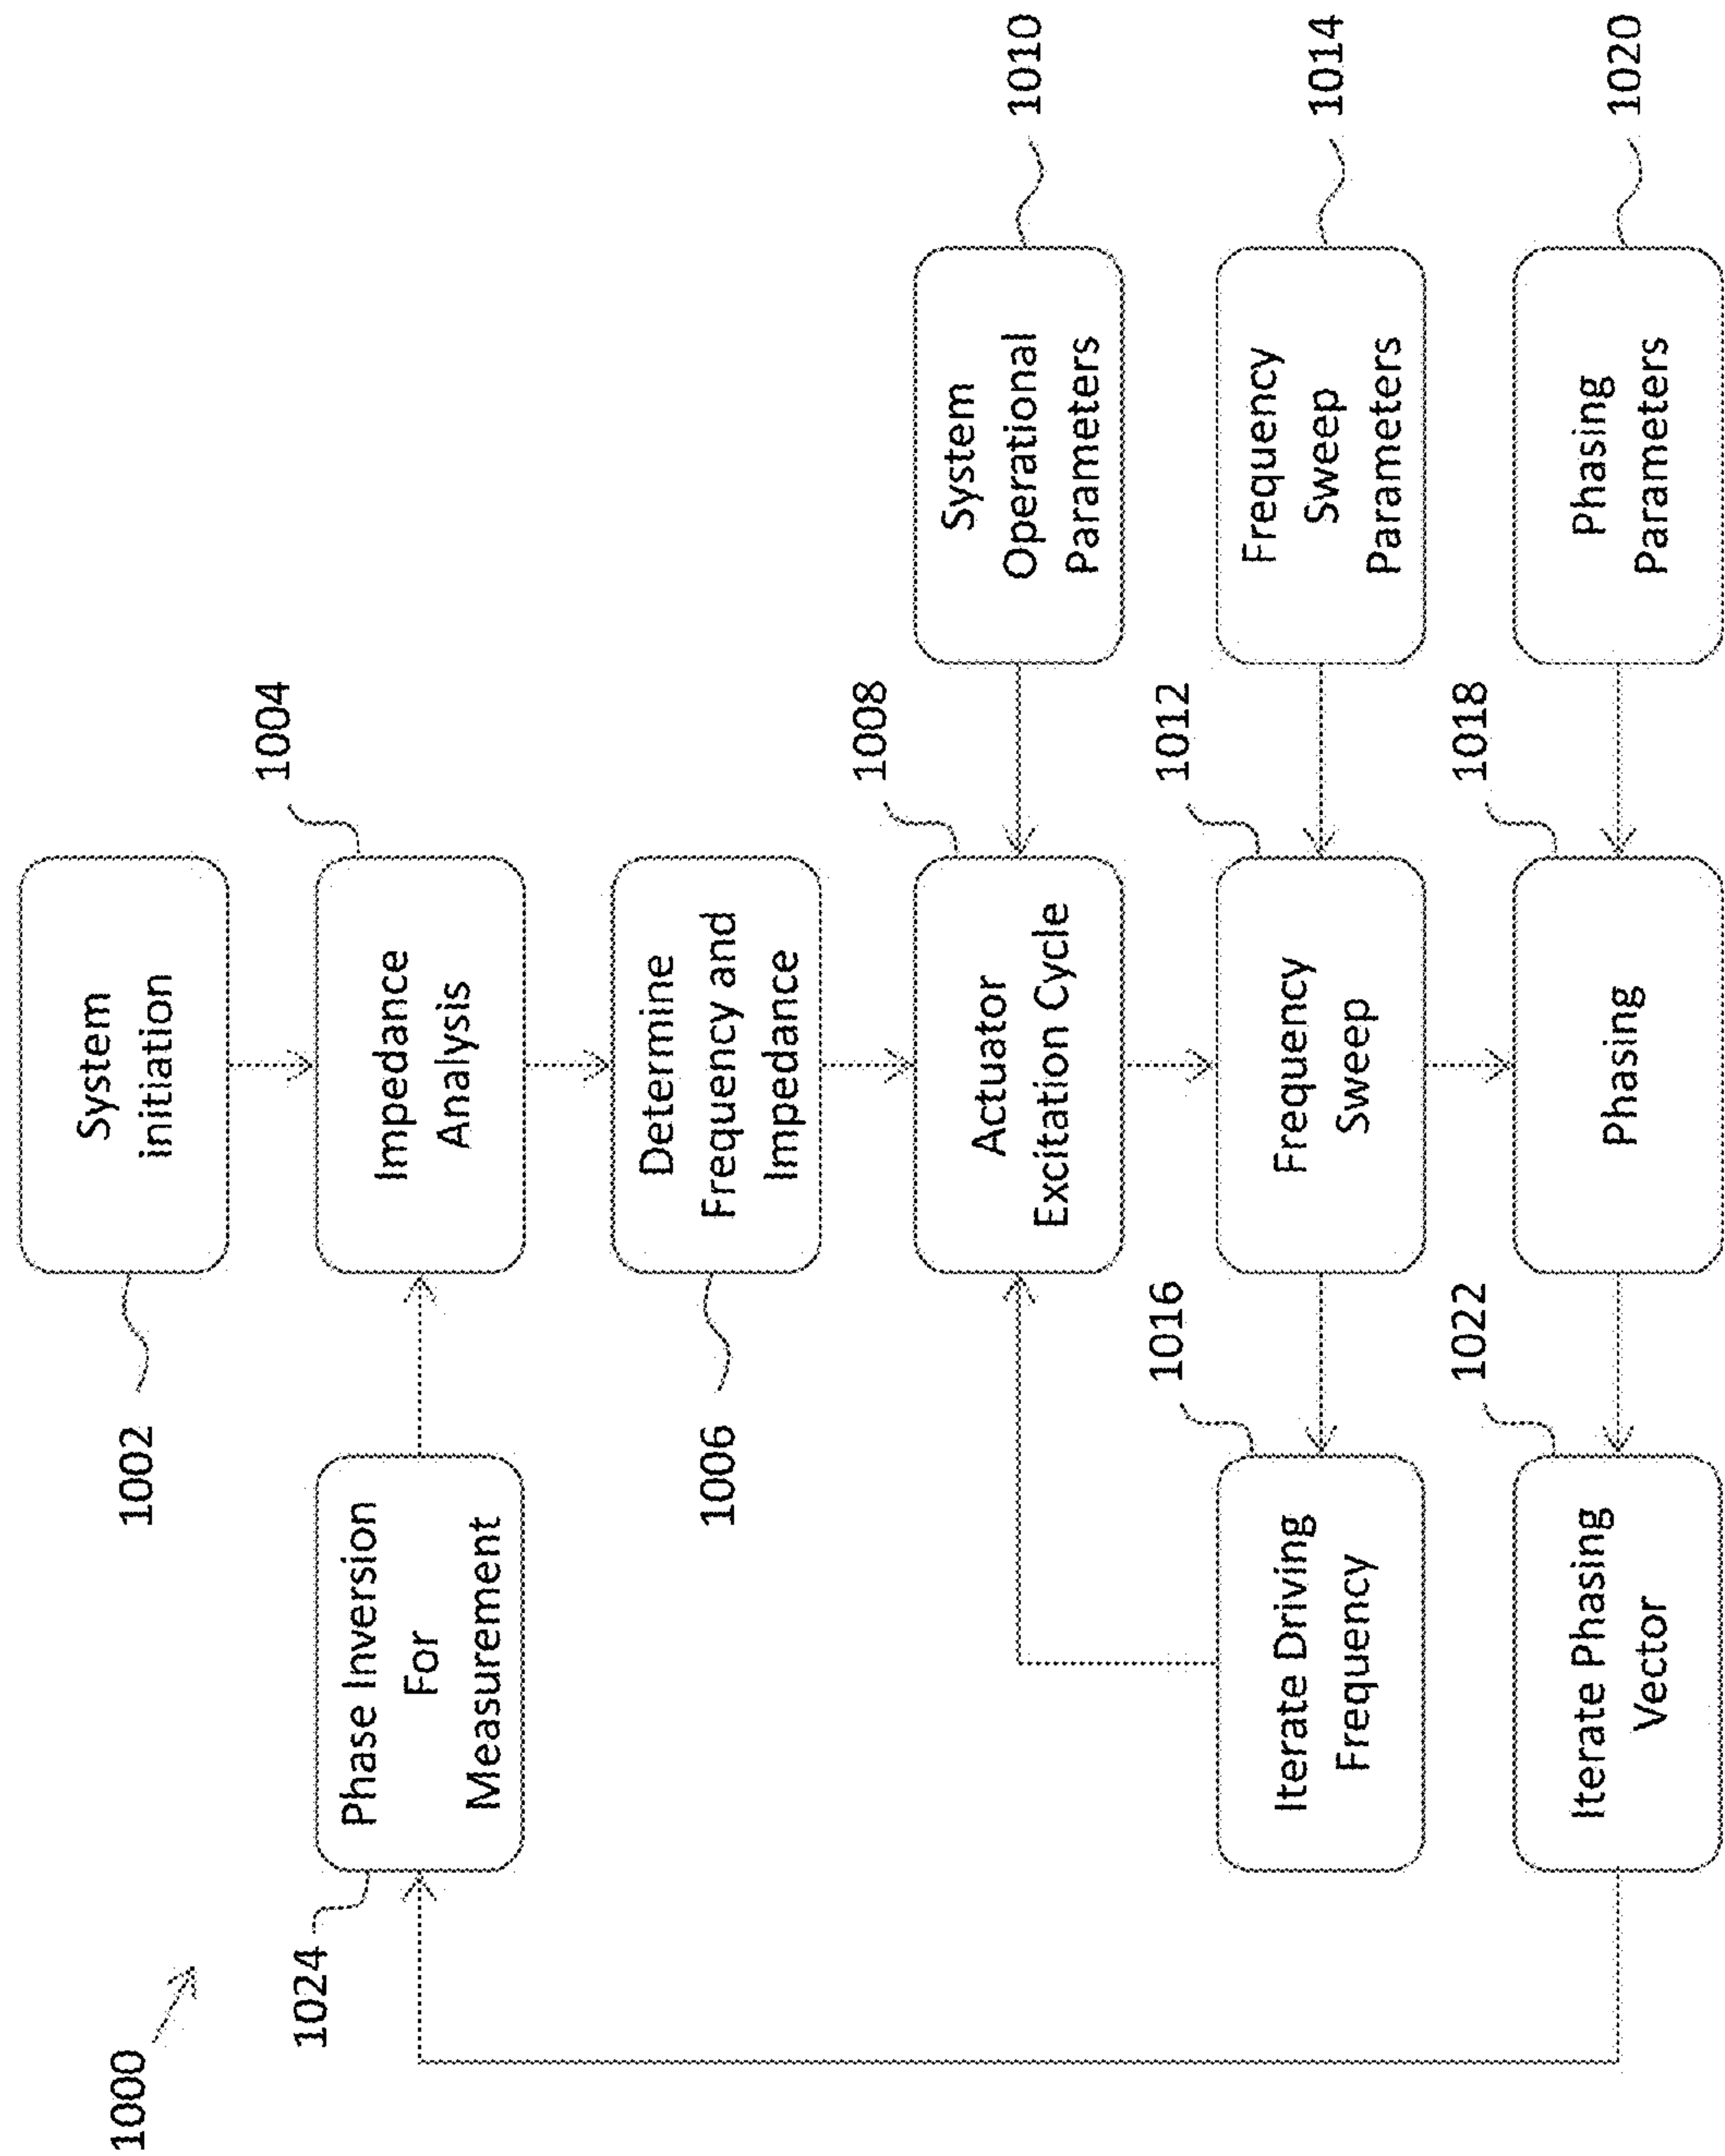 1000
1002
System
initiation
1024
Phase Inversion
For
Measurement
1004
Impedance
Analysis
1006
Determine
Frequency and
Impedance
1008
Actuator
Excitation Cycle
1010
System
Operational
Parameters
1016
Iterate Driving
Frequency
1012
Frequency
Sweep
1014
Frequency
Sweep
Parameters
1022
Iterate Phasing
Vector
1018
Phasing
1020
Phasing
Parameters